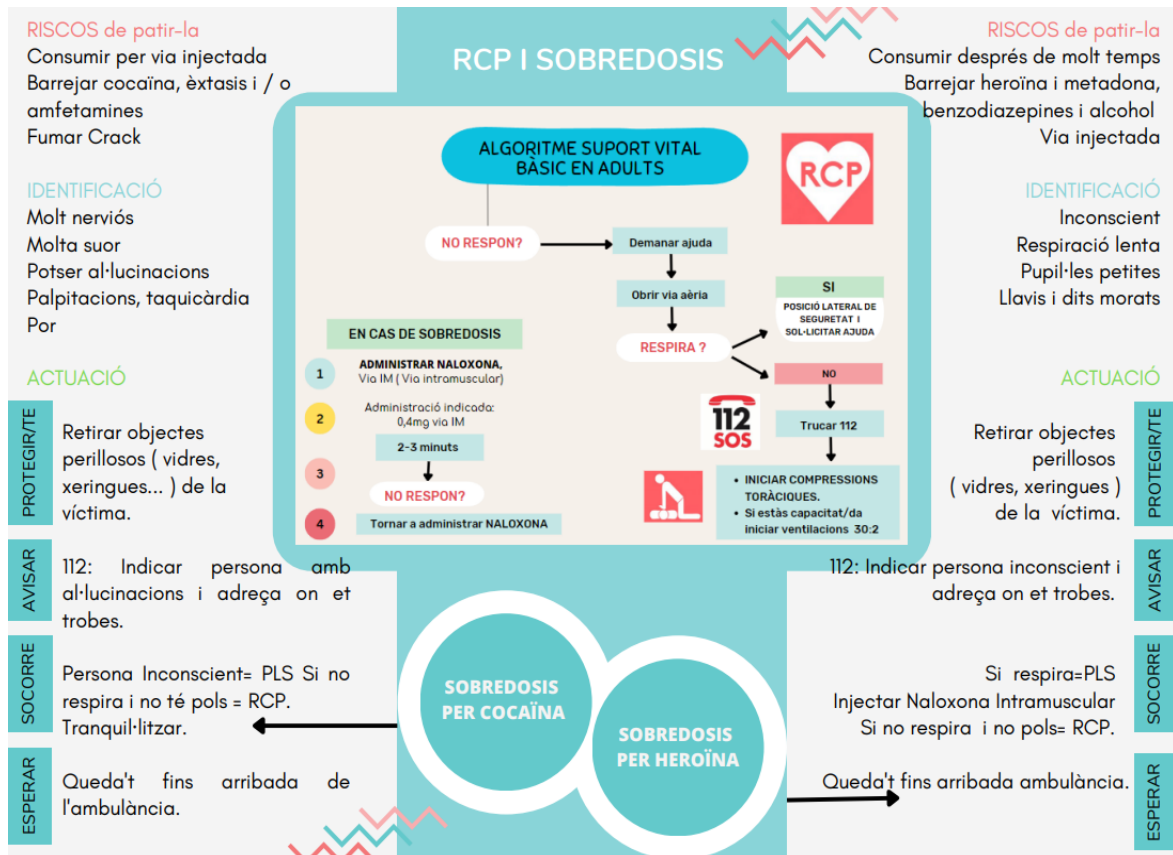 RISCOS de patir-la
Consumir per via injectada
Barrejar cocaïna, èxtasis i / o
amfetamines
Fumar Crack
IDENTIFICACIÓ
Molt nerviós
Molta suor
Potser al·lucinacions
Palpitacions, taquicàrdia
Por
ACTUACIÓ
PROTEGIR/TE
Retirar objectes
perillosos ( vidres,
xeringues... ) de la
víctima.
AVISAR
112: Indicar persona amb
al·lucinacions i adreça on et
trobes.
SOCORRE
Persona Inconscient= PLS Si no
respira i no té pols = RCP.
Tranquil·litzar.
ESPERAR
Queda't fins arribada de
l'ambulància.
RCP I SOBREDOSIS
ALGORITME SUPORT VITAL
BÀSIC EN ADULTS
RCP
NO RESPON?
Demanar ajuda
Obrir via aèria
RESPIRA ?
SI
POSICIÓ LATERAL DE
SEGURETAT I
SOL·LICITAR AJUDA
NO
112
SOS
Trucar 112
• INICIAR COMPRESSIONS
TORÀCIQUES.
• Si estàs capacitat/da
iniciar ventilacions 30:2
EN CAS DE SOBREDOSIS
1
ADMINISTRAR NALOXONA,
Via IM ( Via intramuscular)
2
Administració indicada:
0,4mg via IM
2-3 minuts
3
NO RESPON?
4
Tornar a administrar NALOXONA
SOBREDOSIS
PER COCAÏNA
SOBREDOSIS
PER HEROÏNA
RISCOS de patir-la
Consumir després de molt temps
Barrejar heroïna i metadona,
benzodiazepines i alcohol
Via injectada
IDENTIFICACIÓ
Inconscient
Respiració lenta
Pupil·les petites
Llavis i dits morats
ACTUACIÓ
PROTEGIR/TE
Retirar objectes
perillosos
( vidres, xeringues )
de la víctima.
AVISAR
112: Indicar persona inconscient i
adreça on et trobes.
SOCORRE
Si respira=PLS
Injectar Naloxona Intramuscular
Si no respira i no pols= RCP.
ESPERAR
Queda't fins arribada ambulància.